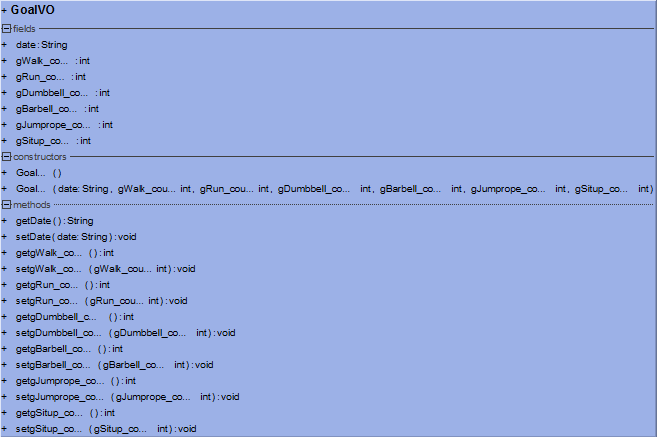 + GoalVO
fields
+ date : String
+ gWalk_co... : int
+ gRun_co... : int
+ gDumbbell_co... : int
+ gBarbell_co... : int
+ gJumprope_co... : int
+ gSitup_co... : int
constructors
+ Goal... ( )
+ Goal... ( date : String , gWalk_cou... int , gRun_cou... int , gDumbbell_co... int , gBarbell_co... int , gJumprope_co... int , gSitup_co... int )
methods
+ getDate ( ) : String
+ setDate ( date : String ) : void
+ getgWalk_co... ( ) : int
+ setgWalk_co... ( gWalk_cou... int ) : void
+ getgRun_co... ( ) : int
+ setgRun_co... ( gRun_cou... int ) : void
+ getgDumbbell_c... ( ) : int
+ setgDumbbell_co... ( gDumbbell_co... int ) : void
+ getgBarbell_co... ( ) : int
+ setgBarbell_co... ( gBarbell_co... int ) : void
+ getgJumprope_co... ( ) : int
+ setgJumprope_co... ( gJumprope_co... int ) : void
+ getgSitup_co... ( ) : int
+ setgSitup_co... ( gSitup_co... int ) : void